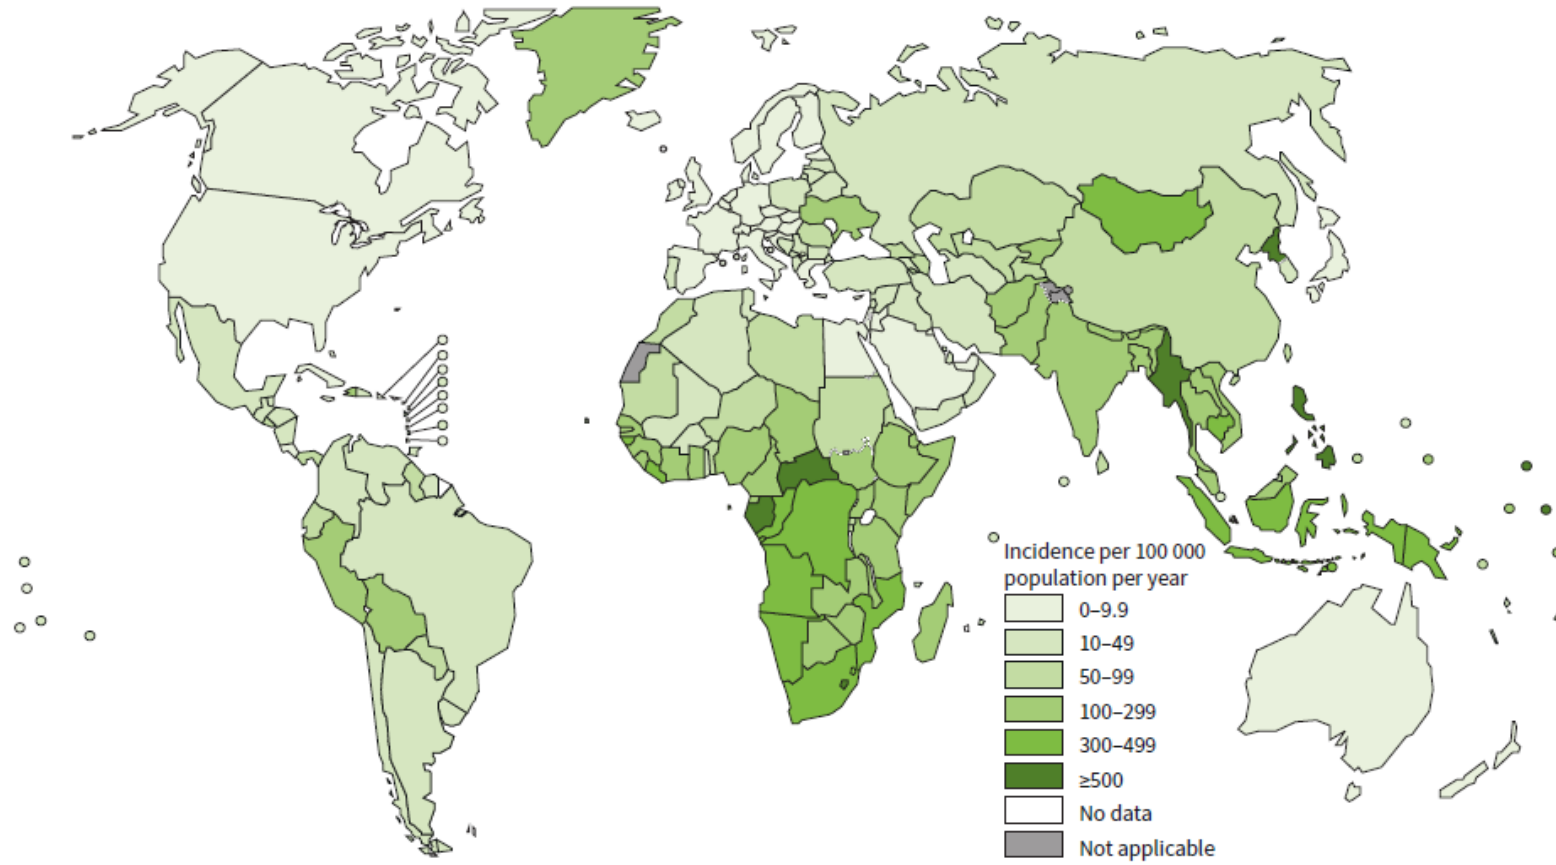 Incidence per 100 000
population per year
0–9.9
10–49
50–99
100–299
300–499
≥500
No data
Not applicable